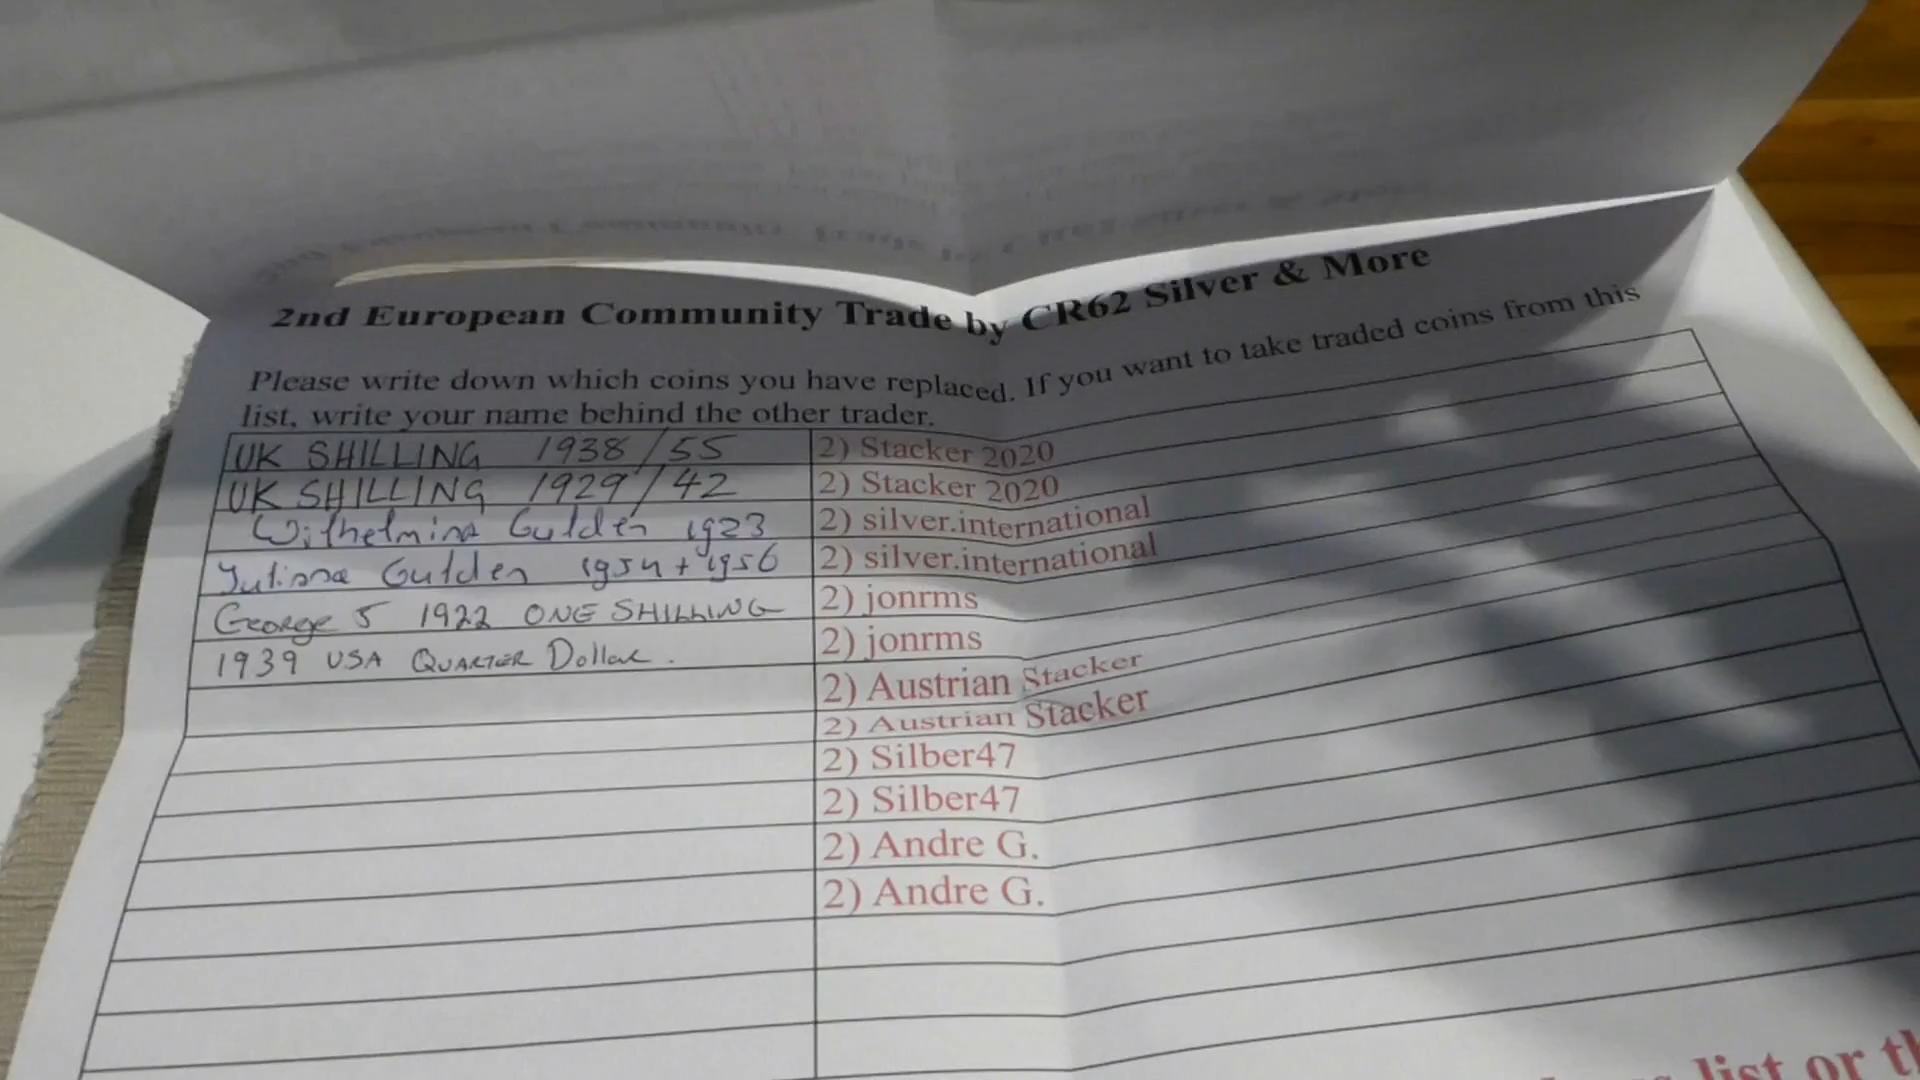 2nd European Community Trade by CR62 Silver & More
Please write down which coins you have replaced. If you want to take traded coins from this
list, write your name behind the other trader.
UK SHILLING 1938/55 2) Stacker 2020
UK SHILLING 1929/42 2) Stacker 2020
Wilhelmina Gulden 1923 2) silver.international
Juliana Gulden 1954 + 1956 2) silver.international
George 5 1922 ONE SHILLING 2) jonrms
1939 USA QUARTER Dollar. 2) jonrms
2) Austrian Stacker
2) Austrian Stacker
2) Silber47
2) Silber47
2) Andre G.
2) Andre G.
list or